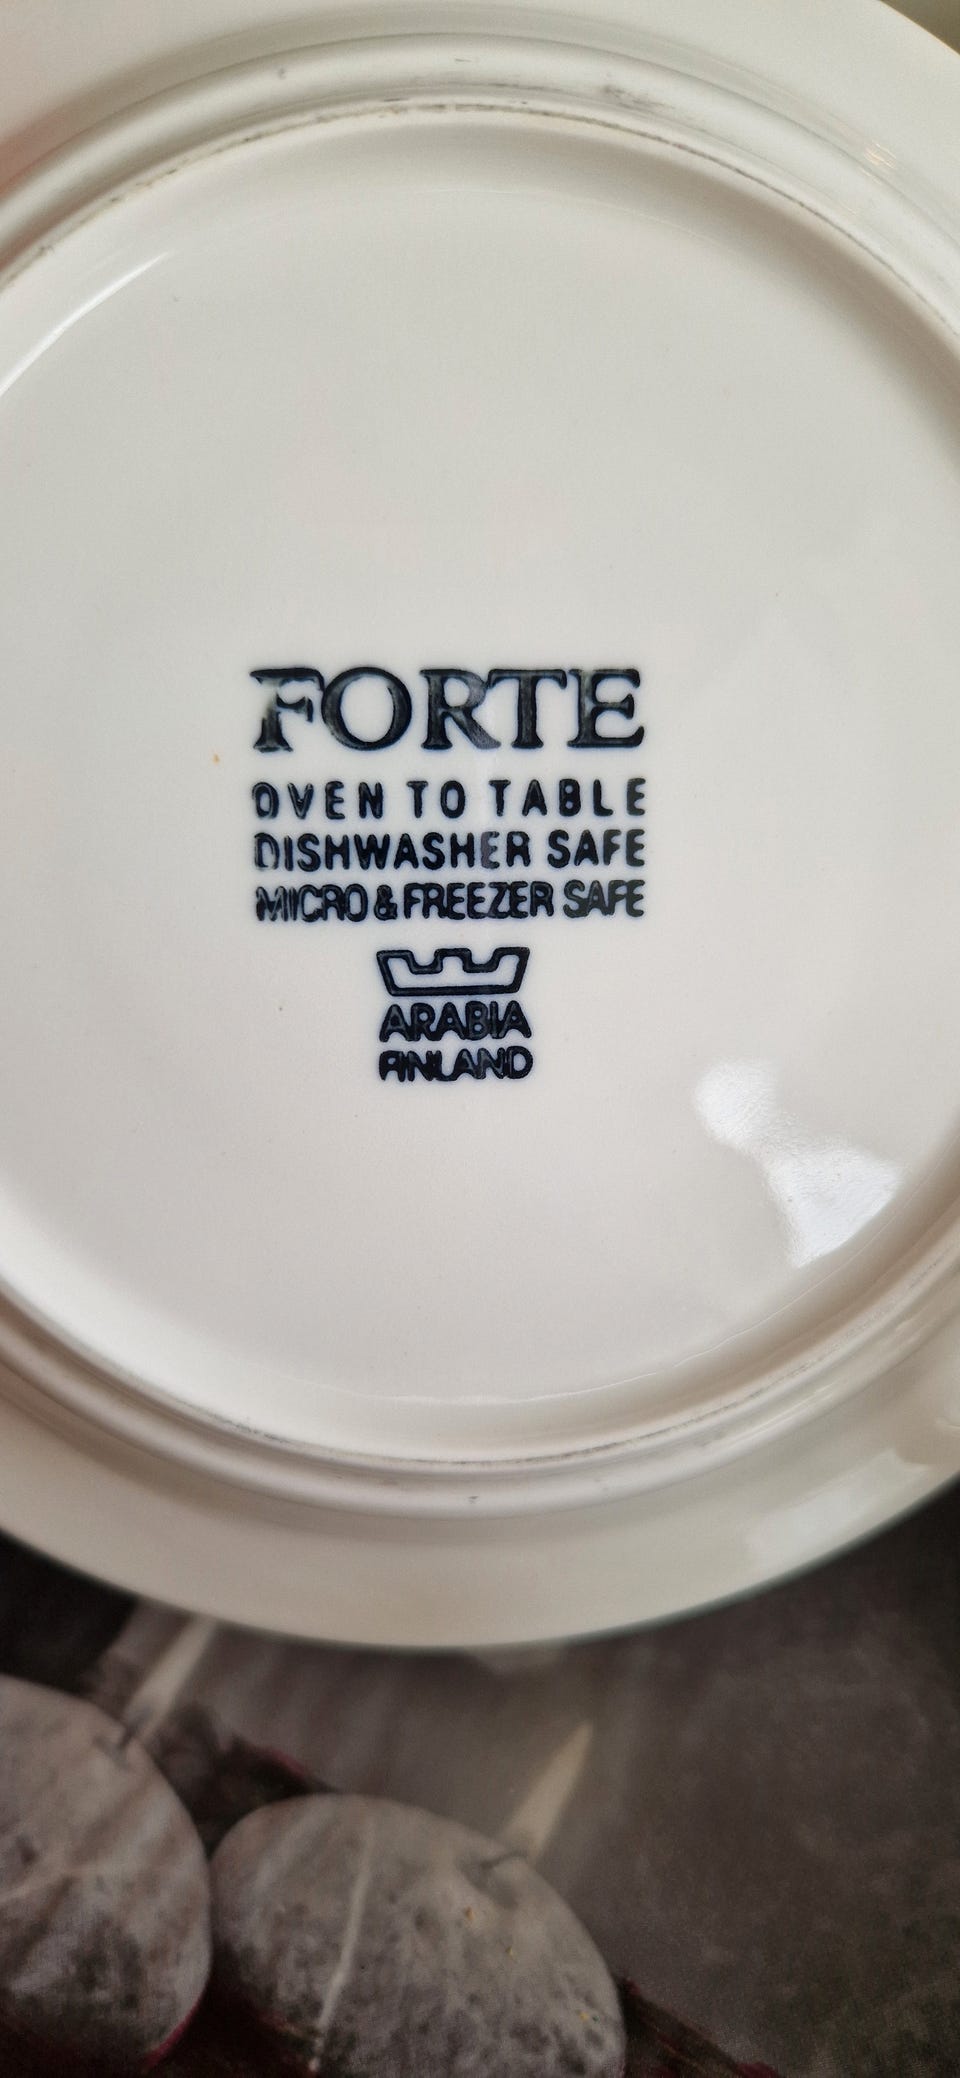 FORTE
OVEN TO TABLE
DISHWASHER SAFE
MICRO & FREEZER SAFE
ARABIA
FINLAND